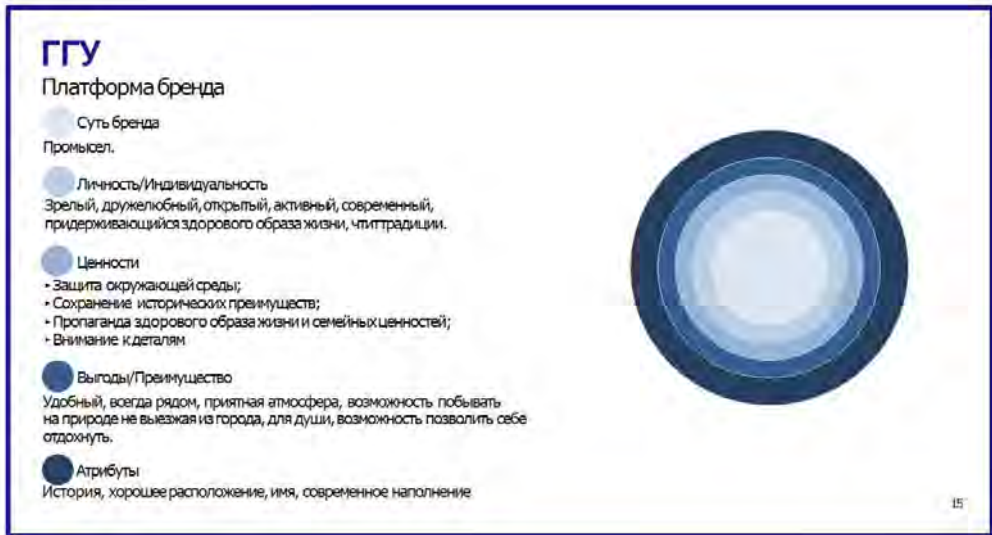 ГГУ
Платформа бренда
Суть бренда
Промысел.
Личность/Индивидуальность
Зрелый, дружелюбный, открытый, активный, современный,
придерживающийся здорового образа жизни, чтит традиции.
Ценности
▸ Защита окружающей среды;
▸ Сохранение исторических преимуществ;
▸ Пропаганда здорового образа жизни и семейных ценностей;
▸ Внимание к деталям
Выгоды/Преимущество
Удобный, всегда рядом, приятная атмосфера, возможность побывать
на природе не выезжая из города, для души, возможность позволить себе
отдохнуть.
Атрибуты
История, хорошее расположение, имя, современное наполнение
15